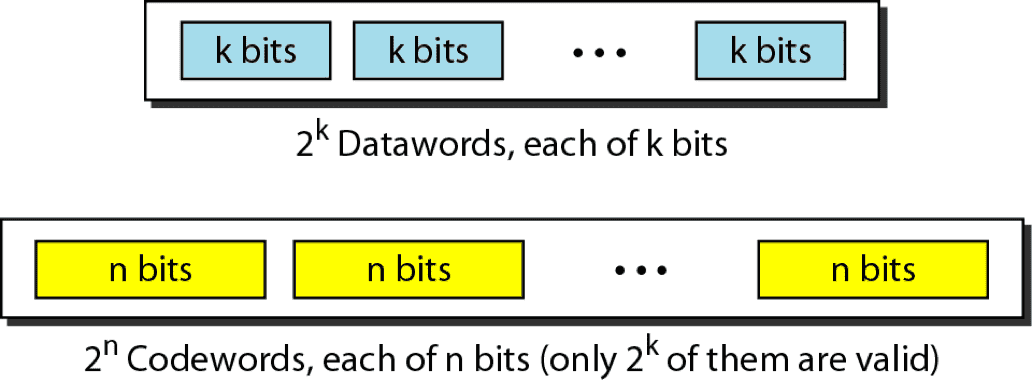 k bits k bits ••• k bits
2^k Datawords, each of k bits
n bits n bits ••• n bits
2^n Codewords, each of n bits (only 2^k of them are valid)